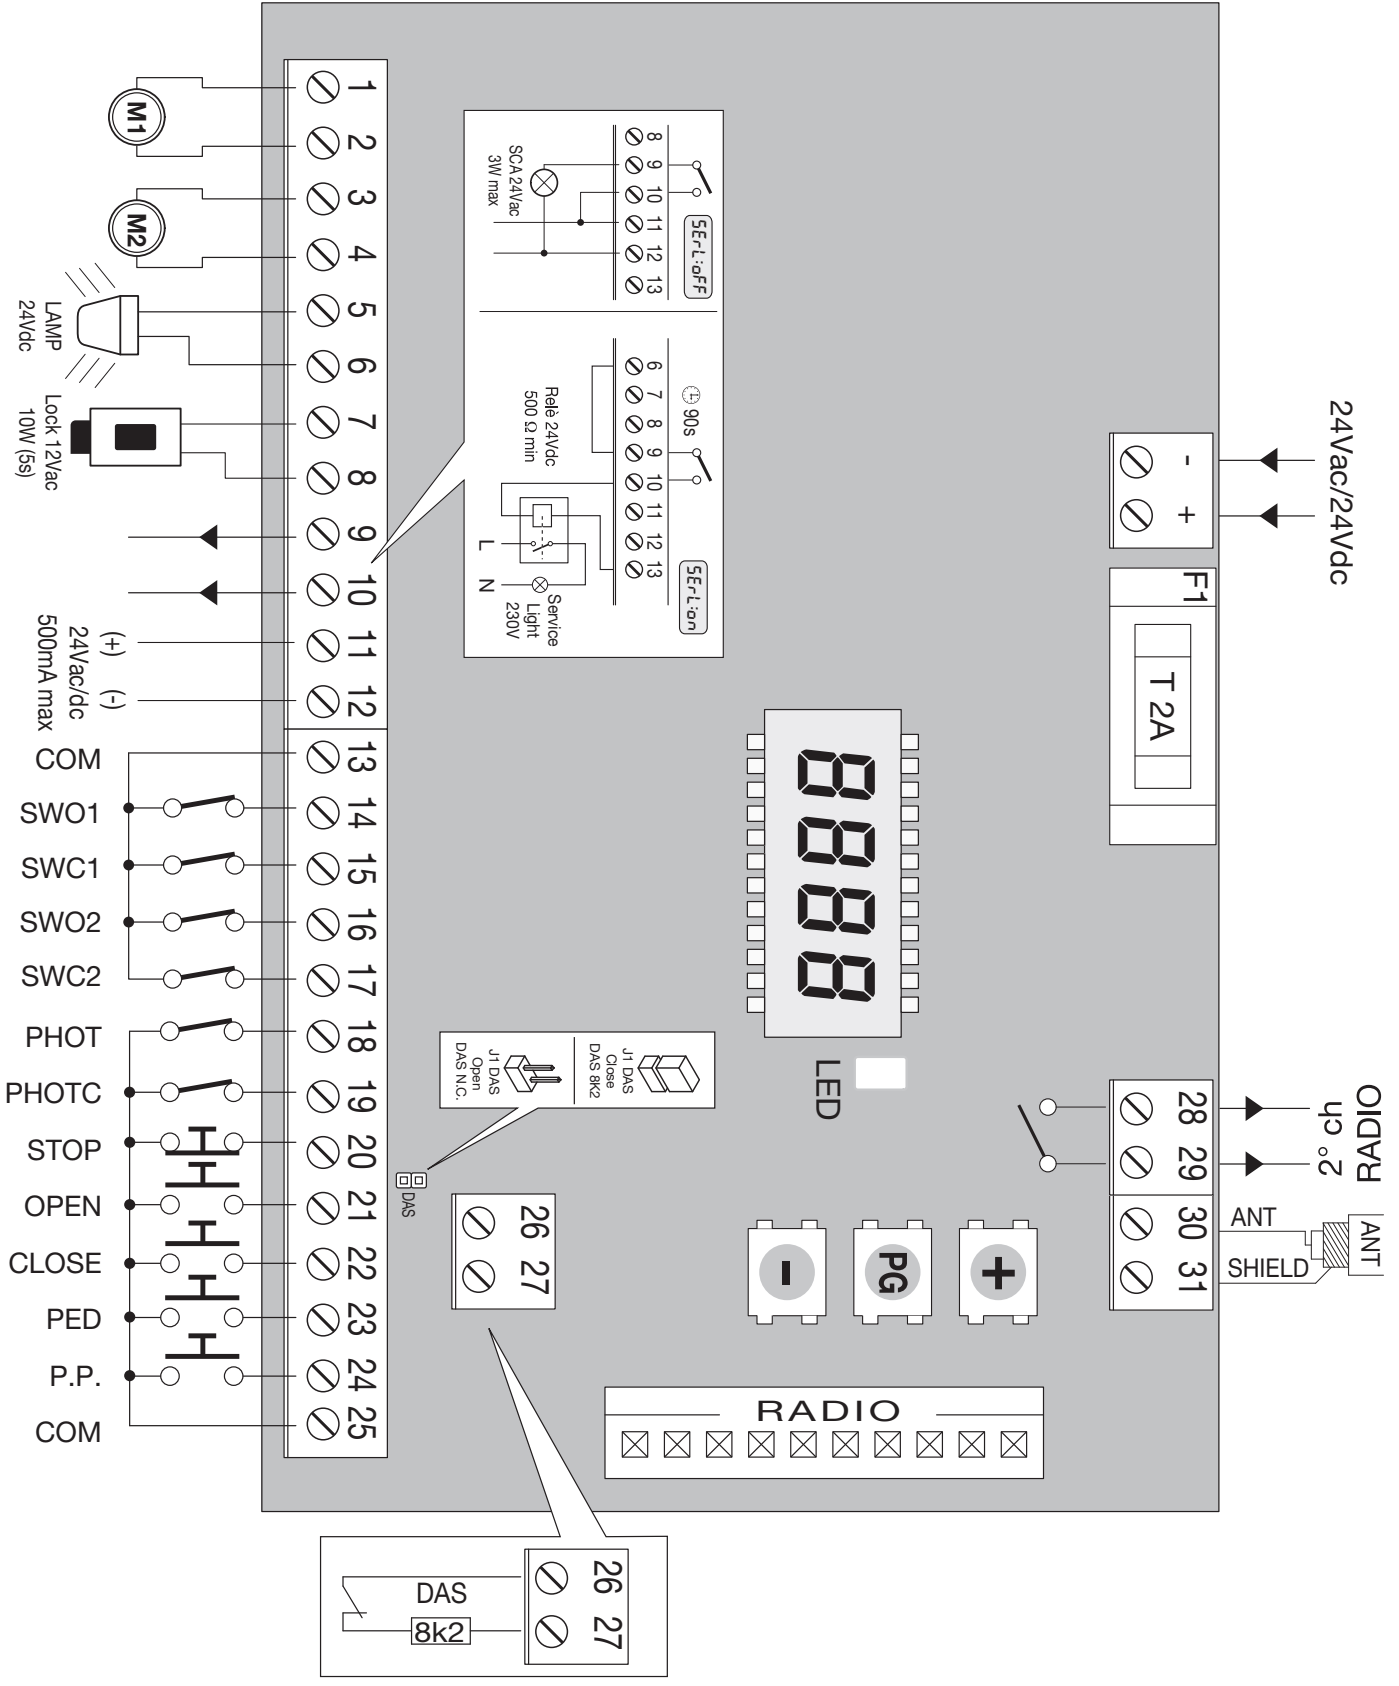 1
2
3
4
5
6
7
8
9
10
11
12
13
14
15
16
17
18
19
20
21
22
23
24
25
M1
M2
LAMP
24Vdc
Lock 12Vac
10W (5s)
(+) (-)
24Vac/dc
500mA max
COM
SWO1
SWC1
SWO2
SWC2
PHOT
PHOTC
STOP
OPEN
CLOSE
PED
P.P.
COM
8
9
10
11
12
13
SCA 24Vac
3W max
SErL:oFF
6
7
8
9
10
11
12
13
90s
Relè 24Vdc
500 Ω min
L
N
Service
Light
230V
SErL:on
24Vac/24Vdc
- +
F1
T 2A
8888
LED
J1 DAS
Close
DAS 8K2
J1 DAS
Open
DAS N.C.
DAS
26
27
28
29
30
31
RADIO
2° ch
ANT
SHIELD
ANT
-
PG
+
RADIO
26
27
DAS
8k2